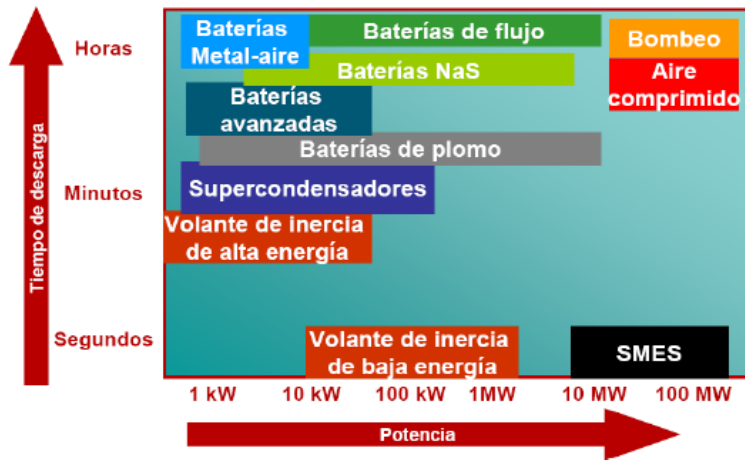 Horas
Minutos
Segundos
Tiempo de descarga
Baterías
Metal-aire
Baterías de flujo
Bombeo
Baterías NaS
Aire
comprimido
Baterías
avanzadas
Baterías de plomo
Supercondensadores
Volante de inercia
de alta energía
Volante de inercia
de baja energía
SMES
1 kW 10 kW 100 kW 1MW 10 MW 100 MW
Potencia